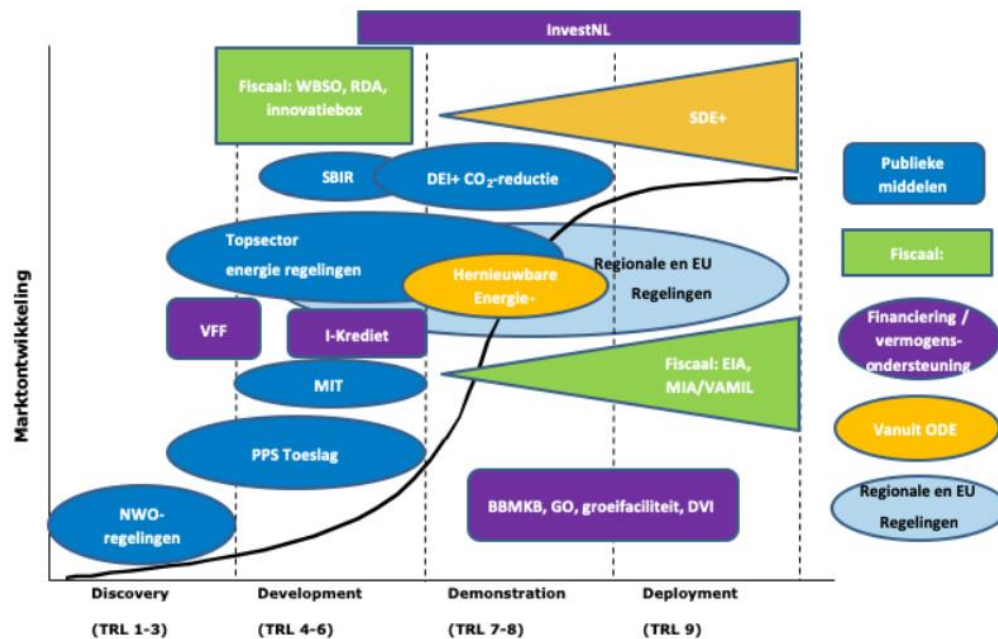 InvestNL
Fiscaal: WBSO, RDA,
innovatiebox
SDE+
SBIR
DEI+ CO₂-reductie
Topsector
energie regelingen
Hernieuwbare
Energie-
Regionale en EU
Regelingen
VFF
I-Krediet
MIT
Fiscaal: EIA,
MIA/VAMIL
PPS Toeslag
BBMKB, GO, groeifaciliteit, DVI
NWO-
regelingen
Marktontwikkeling
Discovery
(TRL 1-3)
Development
(TRL 4-6)
Demonstration
(TRL 7-8)
Deployment
(TRL 9)
Publieke
middelen
Fiscaal:
Financiering /
vermogens-
ondersteuning
Vanuit ODE
Regionale en EU
Regelingen